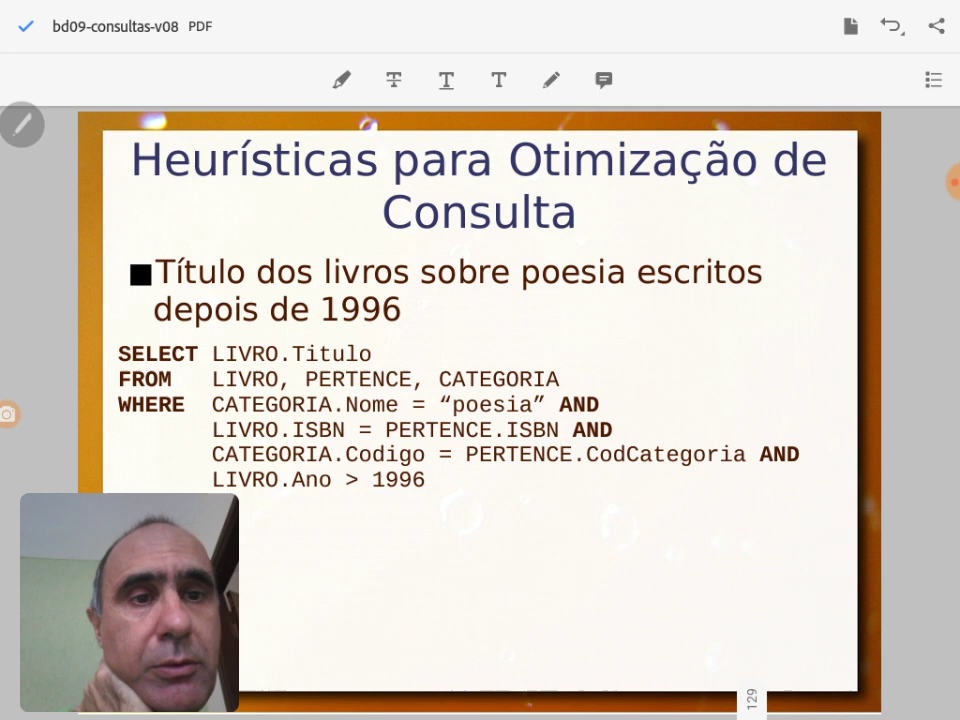 bd09-consultas-v08 PDF
Heurísticas para Otimização de
Consulta
Título dos livros sobre poesia escritos
depois de 1996
SELECT LIVRO.Titulo
FROM LIVRO, PERTENCE, CATEGORIA
WHERE CATEGORIA.Nome = “poesia” AND
LIVRO.ISBN = PERTENCE.ISBN AND
CATEGORIA.Codigo = PERTENCE.CodCategoria AND
LIVRO.Ano > 1996
129